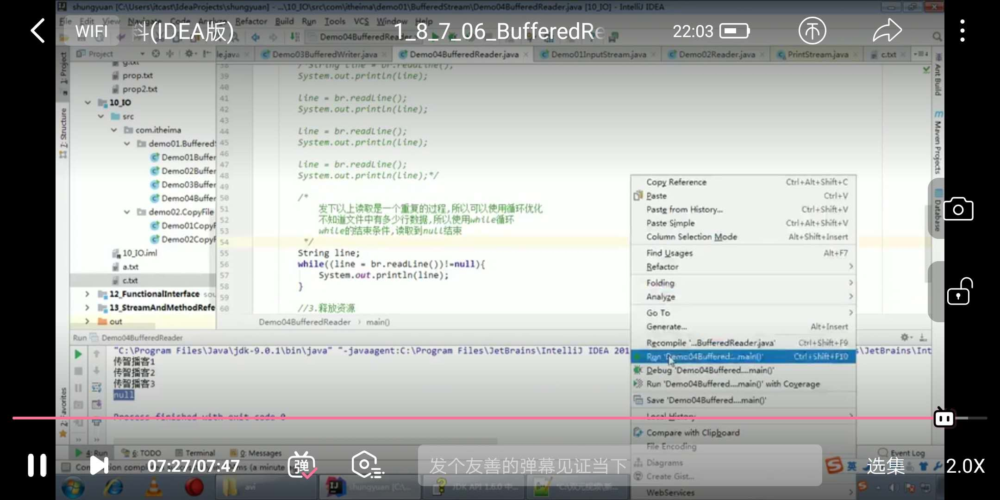 shungyuan [C:\Users\itcast\IdeaProjects\shungyuan] - ...\10_IO\src\com\itheima\demo01\BufferedStream\Demo04BufferedReader.java [10_IO] - IntelliJ IDEA
File Edit View Navigate Code Analyze Refactor Build Run Tools VCS Window Help
WIFI
斗(IDEA版)
1_8_7_06_BufferedRe
22:03
Demo04BufferedReader
Project
le.java
Demo03BufferedWriter.java
Demo04BufferedReader.java
Demo01InputStream.java
Demo02Reader.java
PrintStream.java
c.txt
1: Project
Z: Structure
2: Favorites
Ant Build
Maven Projects
Database
g.txt
prop.txt
prop2.txt
10_IO
src
com.itheima
demo01.BufferedS
Demo01Buffer
Demo02Buffer
Demo03Buffer
Demo04Buffer
demo02.CopyFile
Demo01CopyF
Demo02CopyF
10_IO.iml
a.txt
c.txt
12_FunctionalInterface sou
13_StreamAndMethodRefe
out
38 /*String line = br.readLine();
39 System.out.println(line);
40
41 line = br.readLine();
42 System.out.println(line);
43
44 line = br.readLine();
45 System.out.println(line);
46
47 line = br.readLine();
48 System.out.println(line);*/
49
50 /*
51 发下以上读取是一个重复的过程,所以可以使用循环优化
52 不知道文件中有多少行数据,所以使用while循环
53 while的结束条件,读取到null结束
54 */
55 String line;
56 while((line = br.readLine())!=null){
57 System.out.println(line);
58 }
59
60 //3.释放资源
Demo04BufferedReader › main()
Copy Reference Ctrl+Alt+Shift+C
Paste Ctrl+V
Paste from History... Ctrl+Shift+V
Paste Simple Ctrl+Alt+Shift+V
Column Selection Mode Alt+Shift+Insert
Find Usages Alt+F7
Refactor
Folding
Analyze
Go To
Generate... Alt+Insert
Recompile '...BufferedReader.java' Ctrl+Shift+F9
Run 'Demo04Buffered....main()' Ctrl+Shift+F10
Debug 'Demo04Buffered....main()'
Run 'Demo04Buffered....main()' with Coverage
Save 'Demo04Buffered....main()'
Local History
Compare with Clipboard
File Encoding
Diagrams
Create Gist...
WebServices
Run Demo04BufferedReader
"C:\Program Files\Java\jdk-9.0.1\bin\java" "-javaagent:C:\Program Files\JetBrains\IntelliJ IDEA 201
s\JetBrains\Int
传智播客1
传智播客2
传智播客3
null
Process finished with exit code 0
4: Run
6: TODO
Terminal
0: Messages
Event Log
07:27/07:47
弹
发个友善的弹幕见证当下
英
选集
2.0X
avi
shungyuan [C:\...
JDK API 1.6.0 中...